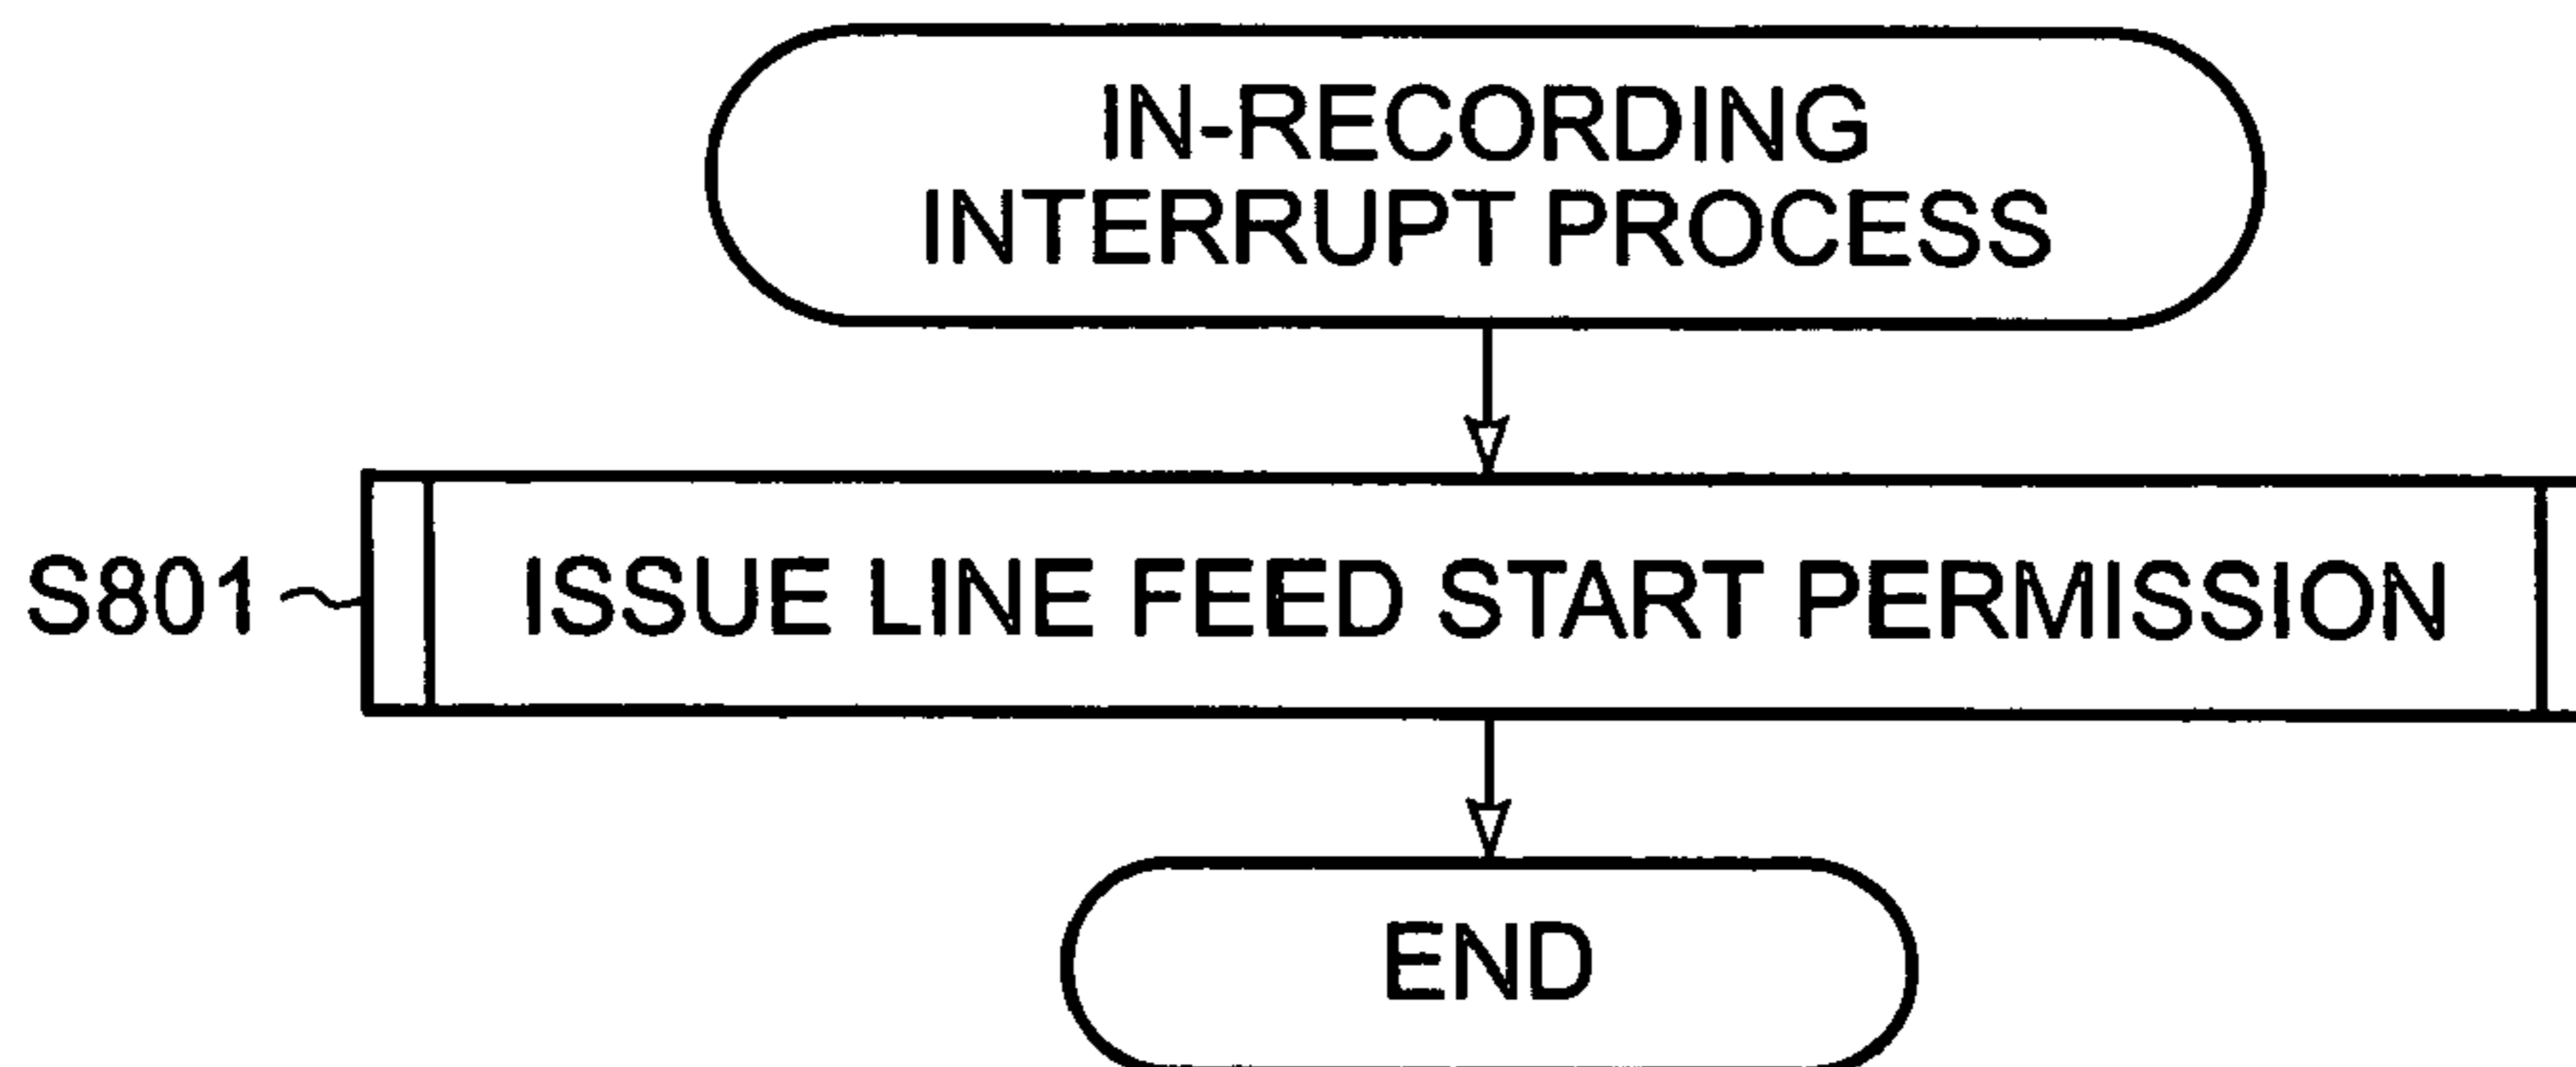 IN-RECORDING
INTERRUPT PROCESS
S801
ISSUE LINE FEED START PERMISSION
END